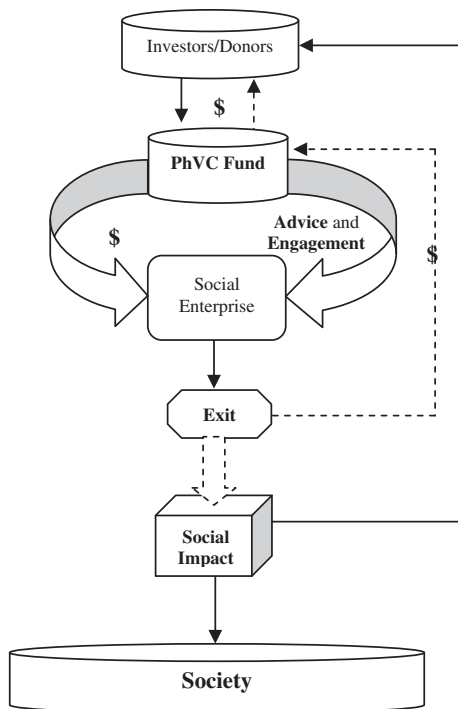 Investors/Donors
$
PhVC Fund
$
Advice and
Engagement
$
Social
Enterprise
Exit
Social
Impact
Society